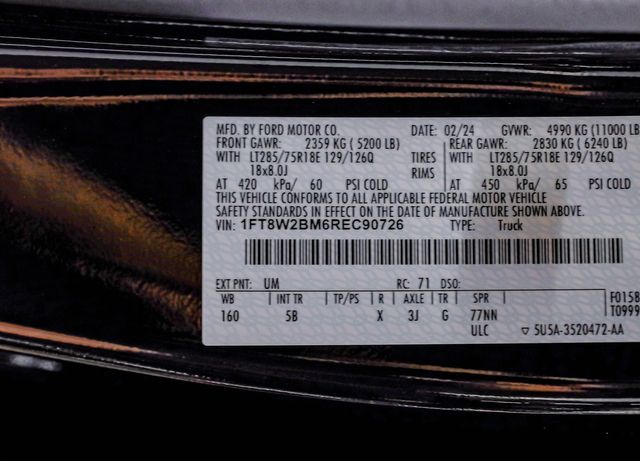 MFD. BY FORD MOTOR CO. DATE: 02/24 GVWR: 4990 KG (11000 LB
FRONT GAWR: 2359 KG ( 5200 LB) REAR GAWR: 2830 KG ( 6240 LB)
WITH LT285/75R18E 129/126Q TIRES WITH LT285/75R18E 129/126Q
18x8.0J RIMS 18x8.0J
AT 420 kPa/ 60 PSI COLD AT 450 kPa/ 65 PSI COLD
THIS VEHICLE CONFORMS TO ALL APPLICABLE FEDERAL MOTOR VEHICLE
SAFETY STANDARDS IN EFFECT ON THE DATE OF MANUFACTURE SHOWN ABOVE.
VIN: 1FT8W2BM6REC90726 TYPE: Truck
EXT PNT: UM RC: 71 DSO:
WB INT TR TP/PS R AXLE TR SPR F0158
160 5B X 3J G 77NN T0999
ULC ▽ 5U5A-3520472-AA